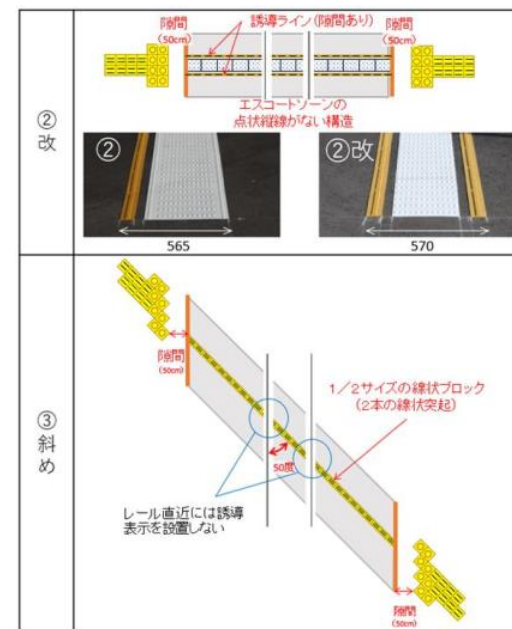 ②
改
隙間
(50cm)
誘導ライン(隙間あり)
隙間
(50cm)
エスコートゾーンの
点状縦線がない構造
②
②改
565
570
③
斜
め
隙間
(50cm)
1/2サイズの線状ブロック
(2本の線状突起)
50度
レール直近には誘導
表示を設置しない
隙間
(50cm)